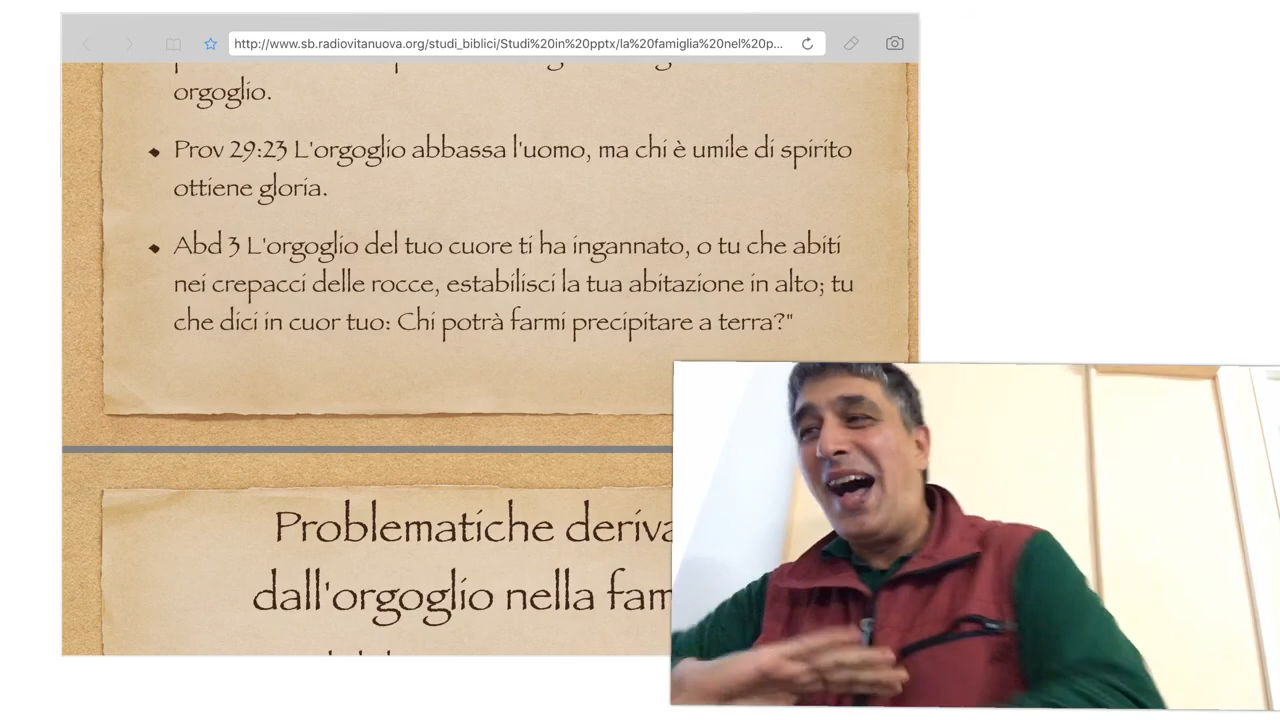 http://www.sb.radiovitanuova.org/studi_biblici/Studi%20in%20pptx/la%20famiglia%20nel%20p...
orgoglio.
Prov 29:23 L'orgoglio abbassa l'uomo, ma chi è umile di spirito
ottiene gloria.
Abd 3 L'orgoglio del tuo cuore ti ha ingannato, o tu che abiti
nei crepacci delle rocce, estabilisci la tua abitazione in alto; tu
che dici in cuor tuo: Chi potrà farmi precipitare a terra?"
Problematiche deriva
dall'orgoglio nella fam